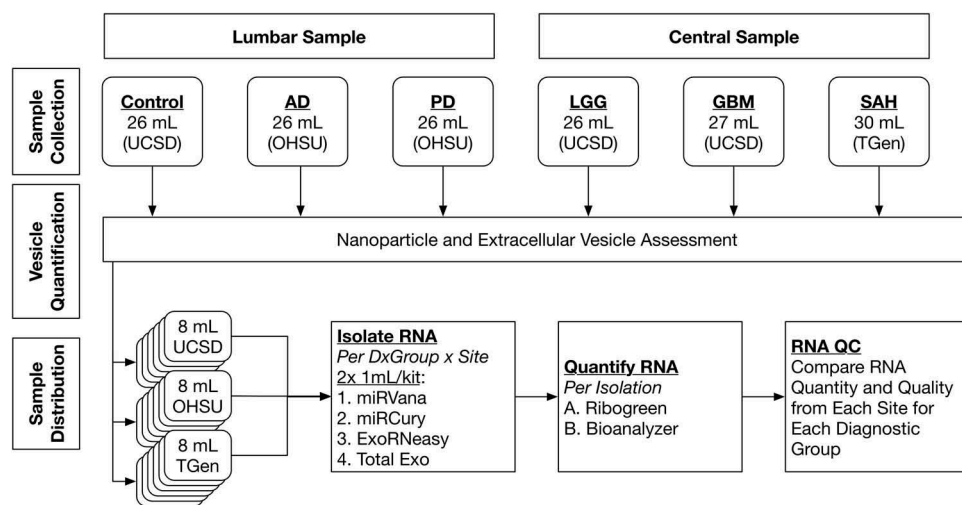 Lumbar Sample
Central Sample
Sample
Collection
Control
26 mL
(UCSD)
AD
26 mL
(OHSU)
PD
26 mL
(OHSU)
LGG
26 mL
(UCSD)
GBM
27 mL
(UCSD)
SAH
30 mL
(TGen)
Vesicle
Quantification
Nanoparticle and Extracellular Vesicle Assessment
Sample
Distribution
8 mL
UCSD
8 mL
OHSU
8 mL
TGen
Isolate RNA
Per DxGroup x Site
2x 1mL/kit:
1. miRVana
2. miRCury
3. ExoRNeasy
4. Total Exo
Quantify RNA
Per Isolation
A. Ribogreen
B. Bioanalyzer
RNA QC
Compare RNA
Quantity and Quality
from Each Site for
Each Diagnostic
Group